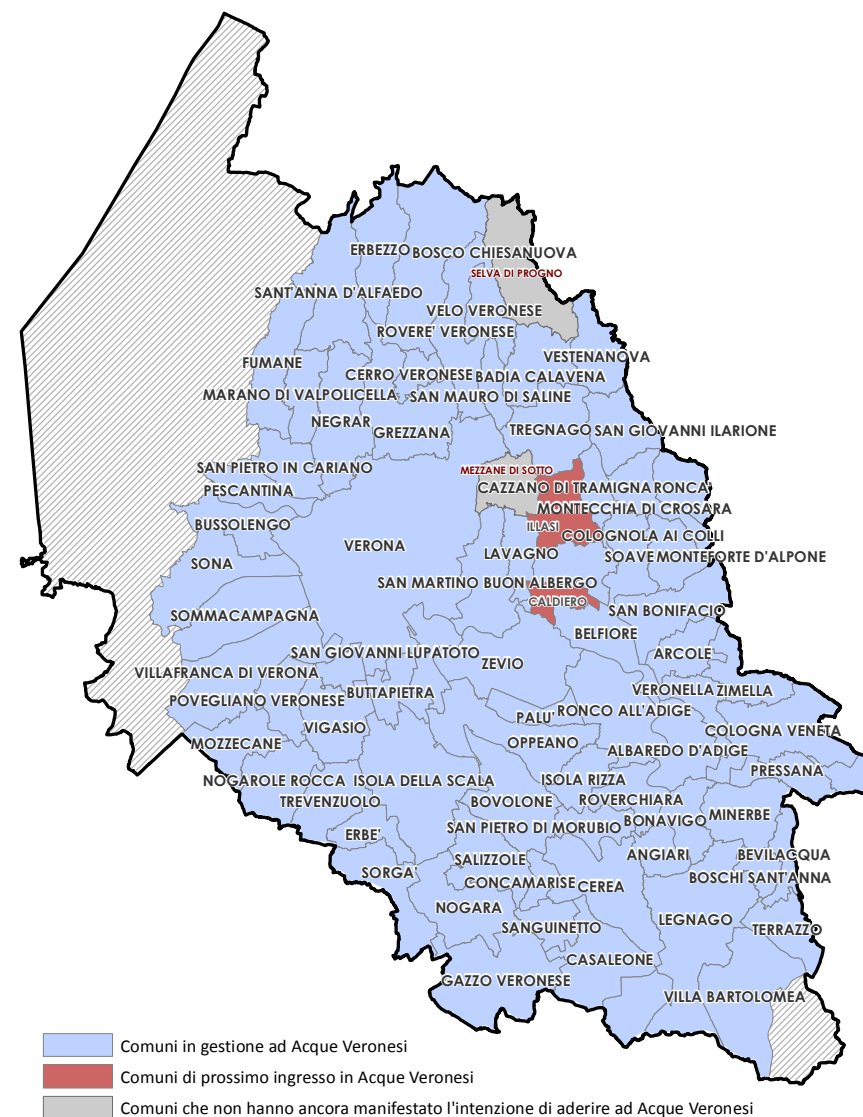 ERBEZZO
BOSCO CHIESANUOVA
SELVA DI PROGNO
SANT'ANNA D'ALFAEDO
VELO VERONESE
ROVERE' VERONESE
VESTENANOVA
FUMANE
CERRO VERONESE
BADIA CALAVENA
MARANO DI VALPOLICELLA
SAN MAURO DI SALINE
NEGRAR
GREZZANA
TREGNAGO
SAN GIOVANNI ILARIONE
SAN PIETRO IN CARIANO
MEZZANE DI SOTTO
PESCANTINA
CAZZANO DI TRAMIGNA
RONCA'
MONTECCHIA DI CROSARA
BUSSOLENGO
ILLASI
COLOGNOLA AI COLLI
VERONA
LAVAGNO
SOAVE
MONTEFORTE D'ALPONE
SONA
SAN MARTINO BUON ALBERGO
CALDIERO
SOMMACAMPAGNA
SAN BONIFACIO
BELFIORE
SAN GIOVANNI LUPATOTO
ZEVIO
ARCOLE
VILLAFRANCA DI VERONA
POVEGLIANO VERONESE
BUTTAPIETRA
VERONELLA
ZIMELLA
PALU'
RONCO ALL'ADIGE
VIGASIO
COLOGNA VENETA
MOZZECANE
OPPEANO
ALBAREDO D'ADIGE
PRESSANA
NOGAROLE ROCCA
ISOLA DELLA SCALA
ISOLA RIZZA
TREVENZUOLO
BOVOLONE
ROVERCHIARA
MINERBE
ERBE'
SAN PIETRO DI MORUBIO
BONAVIGO
SALIZZOLE
ANGIARI
BEVILACQUA
SORGA'
CONCAMARISE
CEREA
BOSCHI SANT'ANNA
NOGARA
LEGNAGO
SANGUINETTO
TERRAZZO
CASALEONE
GAZZO VERONESE
VILLA BARTOLOMEA
Comuni in gestione ad Acque Veronesi
Comuni di prossimo ingresso in Acque Veronesi
Comuni che non hanno ancora manifestato l'intenzione di aderire ad Acque Veronesi